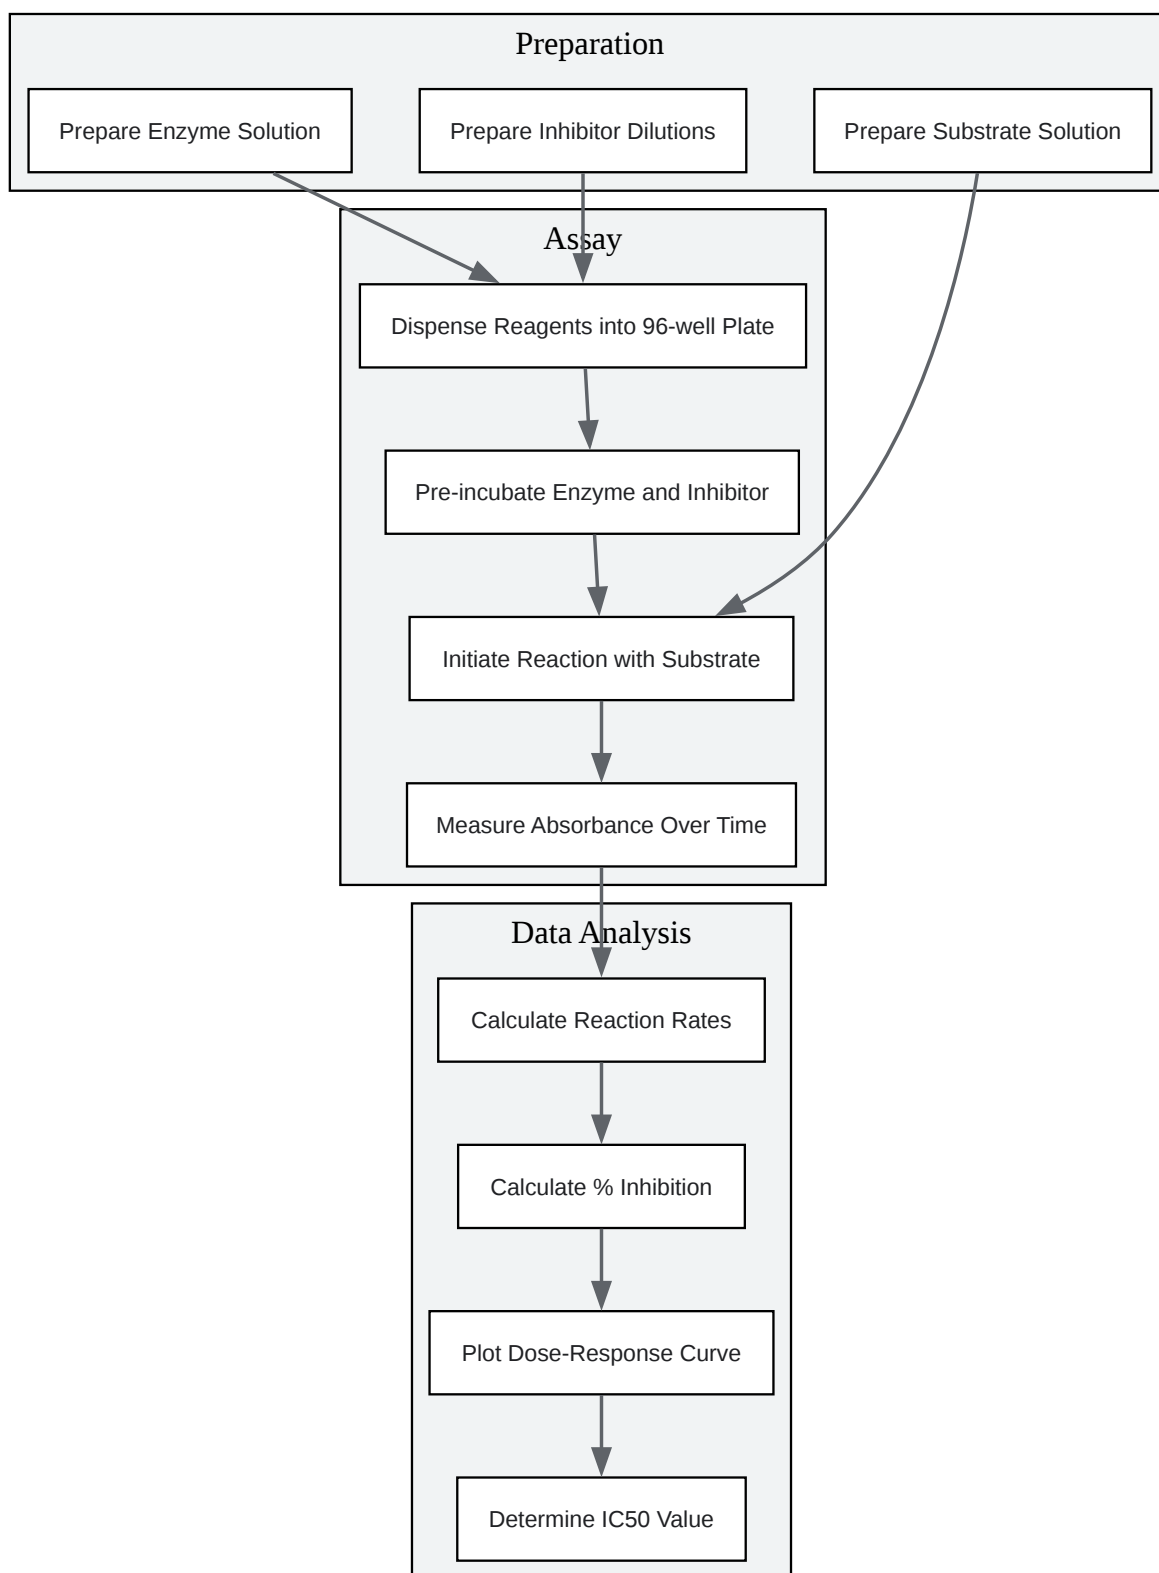 Preparation
Prepare Enzyme Solution
Prepare Inhibitor Dilutions
Prepare Substrate Solution
Assay
Dispense Reagents into 96-well Plate
Pre-incubate Enzyme and Inhibitor
Initiate Reaction with Substrate
Measure Absorbance Over Time
Data Analysis
Calculate Reaction Rates
Calculate % Inhibition
Plot Dose-Response Curve
Determine IC50 Value